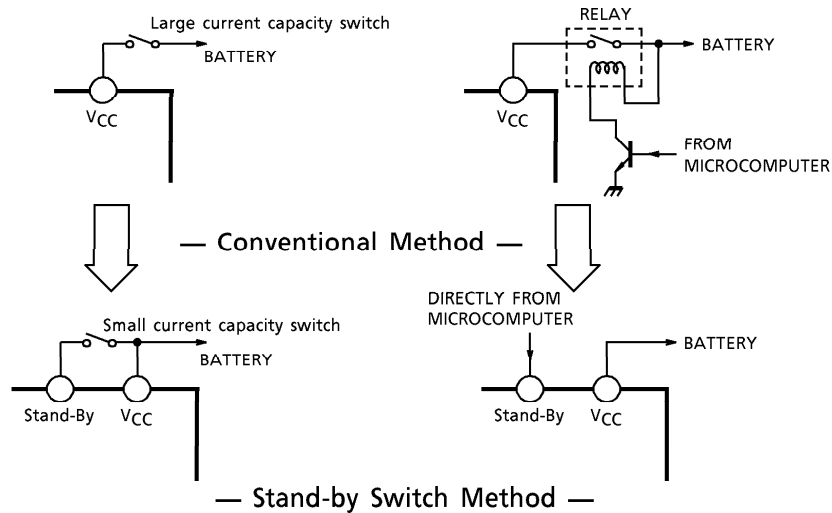 Large current capacity switch
BATTERY
VCC
RELAY
BATTERY
VCC
FROM
MICROCOMPUTER
— Conventional Method —
Small current capacity switch
BATTERY
Stand-By VCC
DIRECTLY FROM
MICROCOMPUTER
BATTERY
Stand-By VCC
— Stand-by Switch Method —